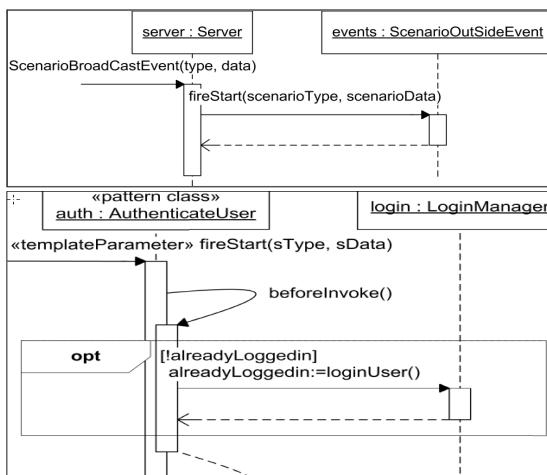 server : Server
events : ScenarioOutSideEvent
ScenarioBroadCastEvent(type, data)
fireStart(scenarioType, scenarioData)
«pattern class»
auth : AuthenticateUser
login : LoginManager
«templateParameter» fireStart(sType, sData)
beforeInvoke()
opt
[!alreadyLoggedin]
alreadyLoggedin:=loginUser()